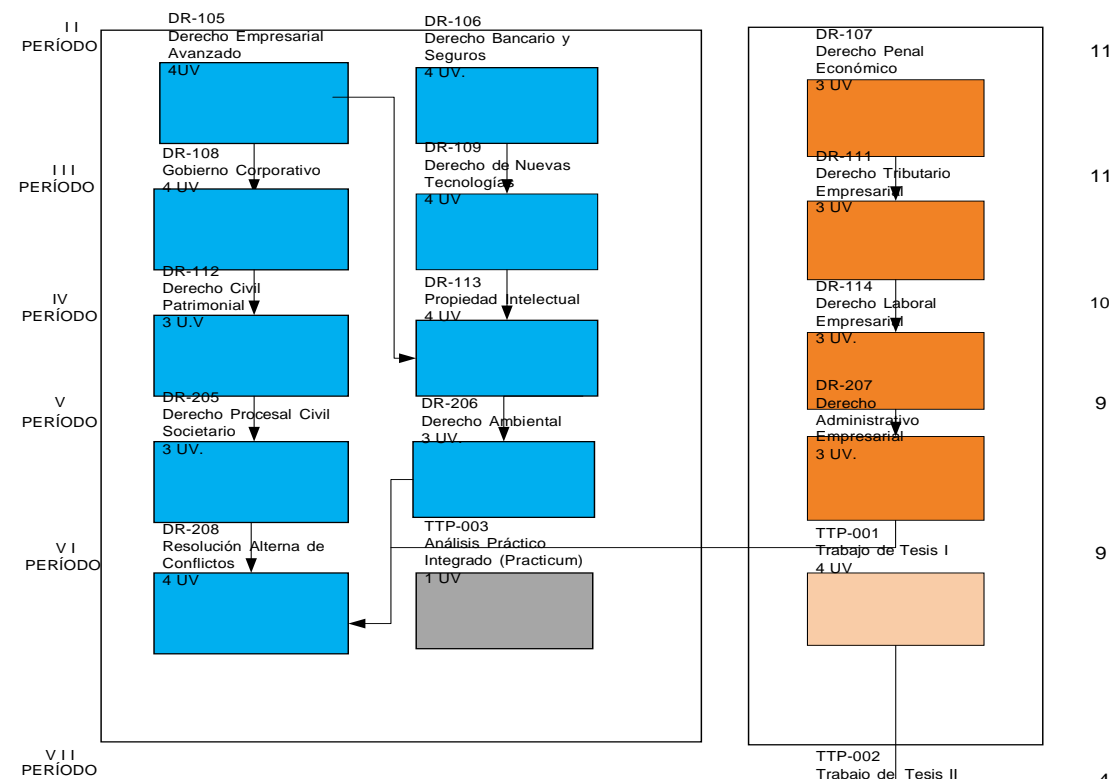 II
PERÍODO
DR-105
Derecho Empresarial
Avanzado
4UV
DR-106
Derecho Bancario y
Seguros
4 UV.
DR-107
Derecho Penal
Económico
3 UV
11
III
PERÍODO
DR-108
Gobierno Corporativo
4 UV
DR-109
Derecho de Nuevas
Tecnologías
4 UV
DR-111
Derecho Tributario
Empresarial
3 UV
11
IV
PERÍODO
DR-112
Derecho Civil
Patrimonial
3 U.V
DR-113
Propiedad Intelectual
4 UV
DR-114
Derecho Laboral
Empresarial
3 UV.
10
V
PERÍODO
DR-205
Derecho Procesal Civil
Societario
3 UV.
DR-206
Derecho Ambiental
3 UV.
DR-207
Derecho
Administrativo
Empresarial
3 UV.
9
VI
PERÍODO
DR-208
Resolución Alterna de
Conflictos
4 UV
TTP-003
Análisis Práctico
Integrado (Practicum)
1 UV
TTP-001
Trabajo de Tesis I
4 UV
9
VII
PERÍODO
TTP-002
Trabajo de Tesis II
4